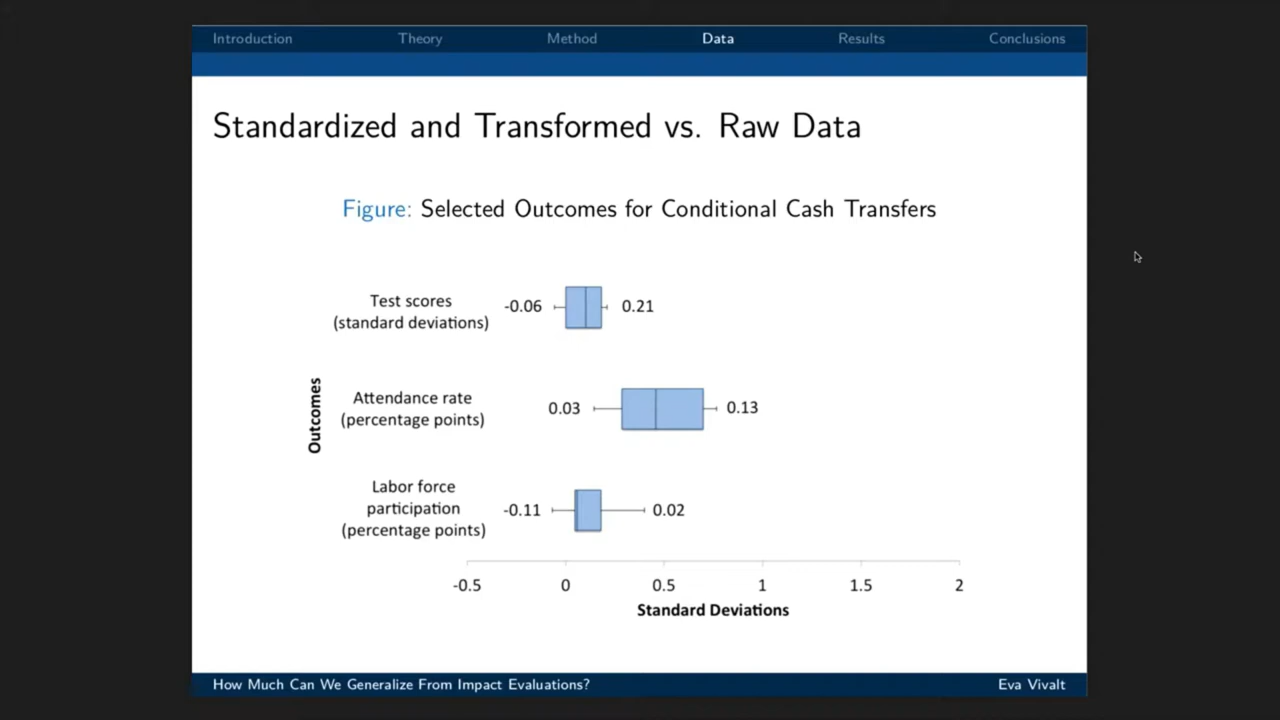 Introduction Theory Method Data Results Conclusions
Standardized and Transformed vs. Raw Data
Figure: Selected Outcomes for Conditional Cash Transfers
Outcomes
Test scores
(standard deviations)
-0.06 0.21
Attendance rate
(percentage points)
0.03 0.13
Labor force
participation
(percentage points)
-0.11 0.02
-0.5 0 0.5 1 1.5 2
Standard Deviations
How Much Can We Generalize From Impact Evaluations? Eva Vivalt